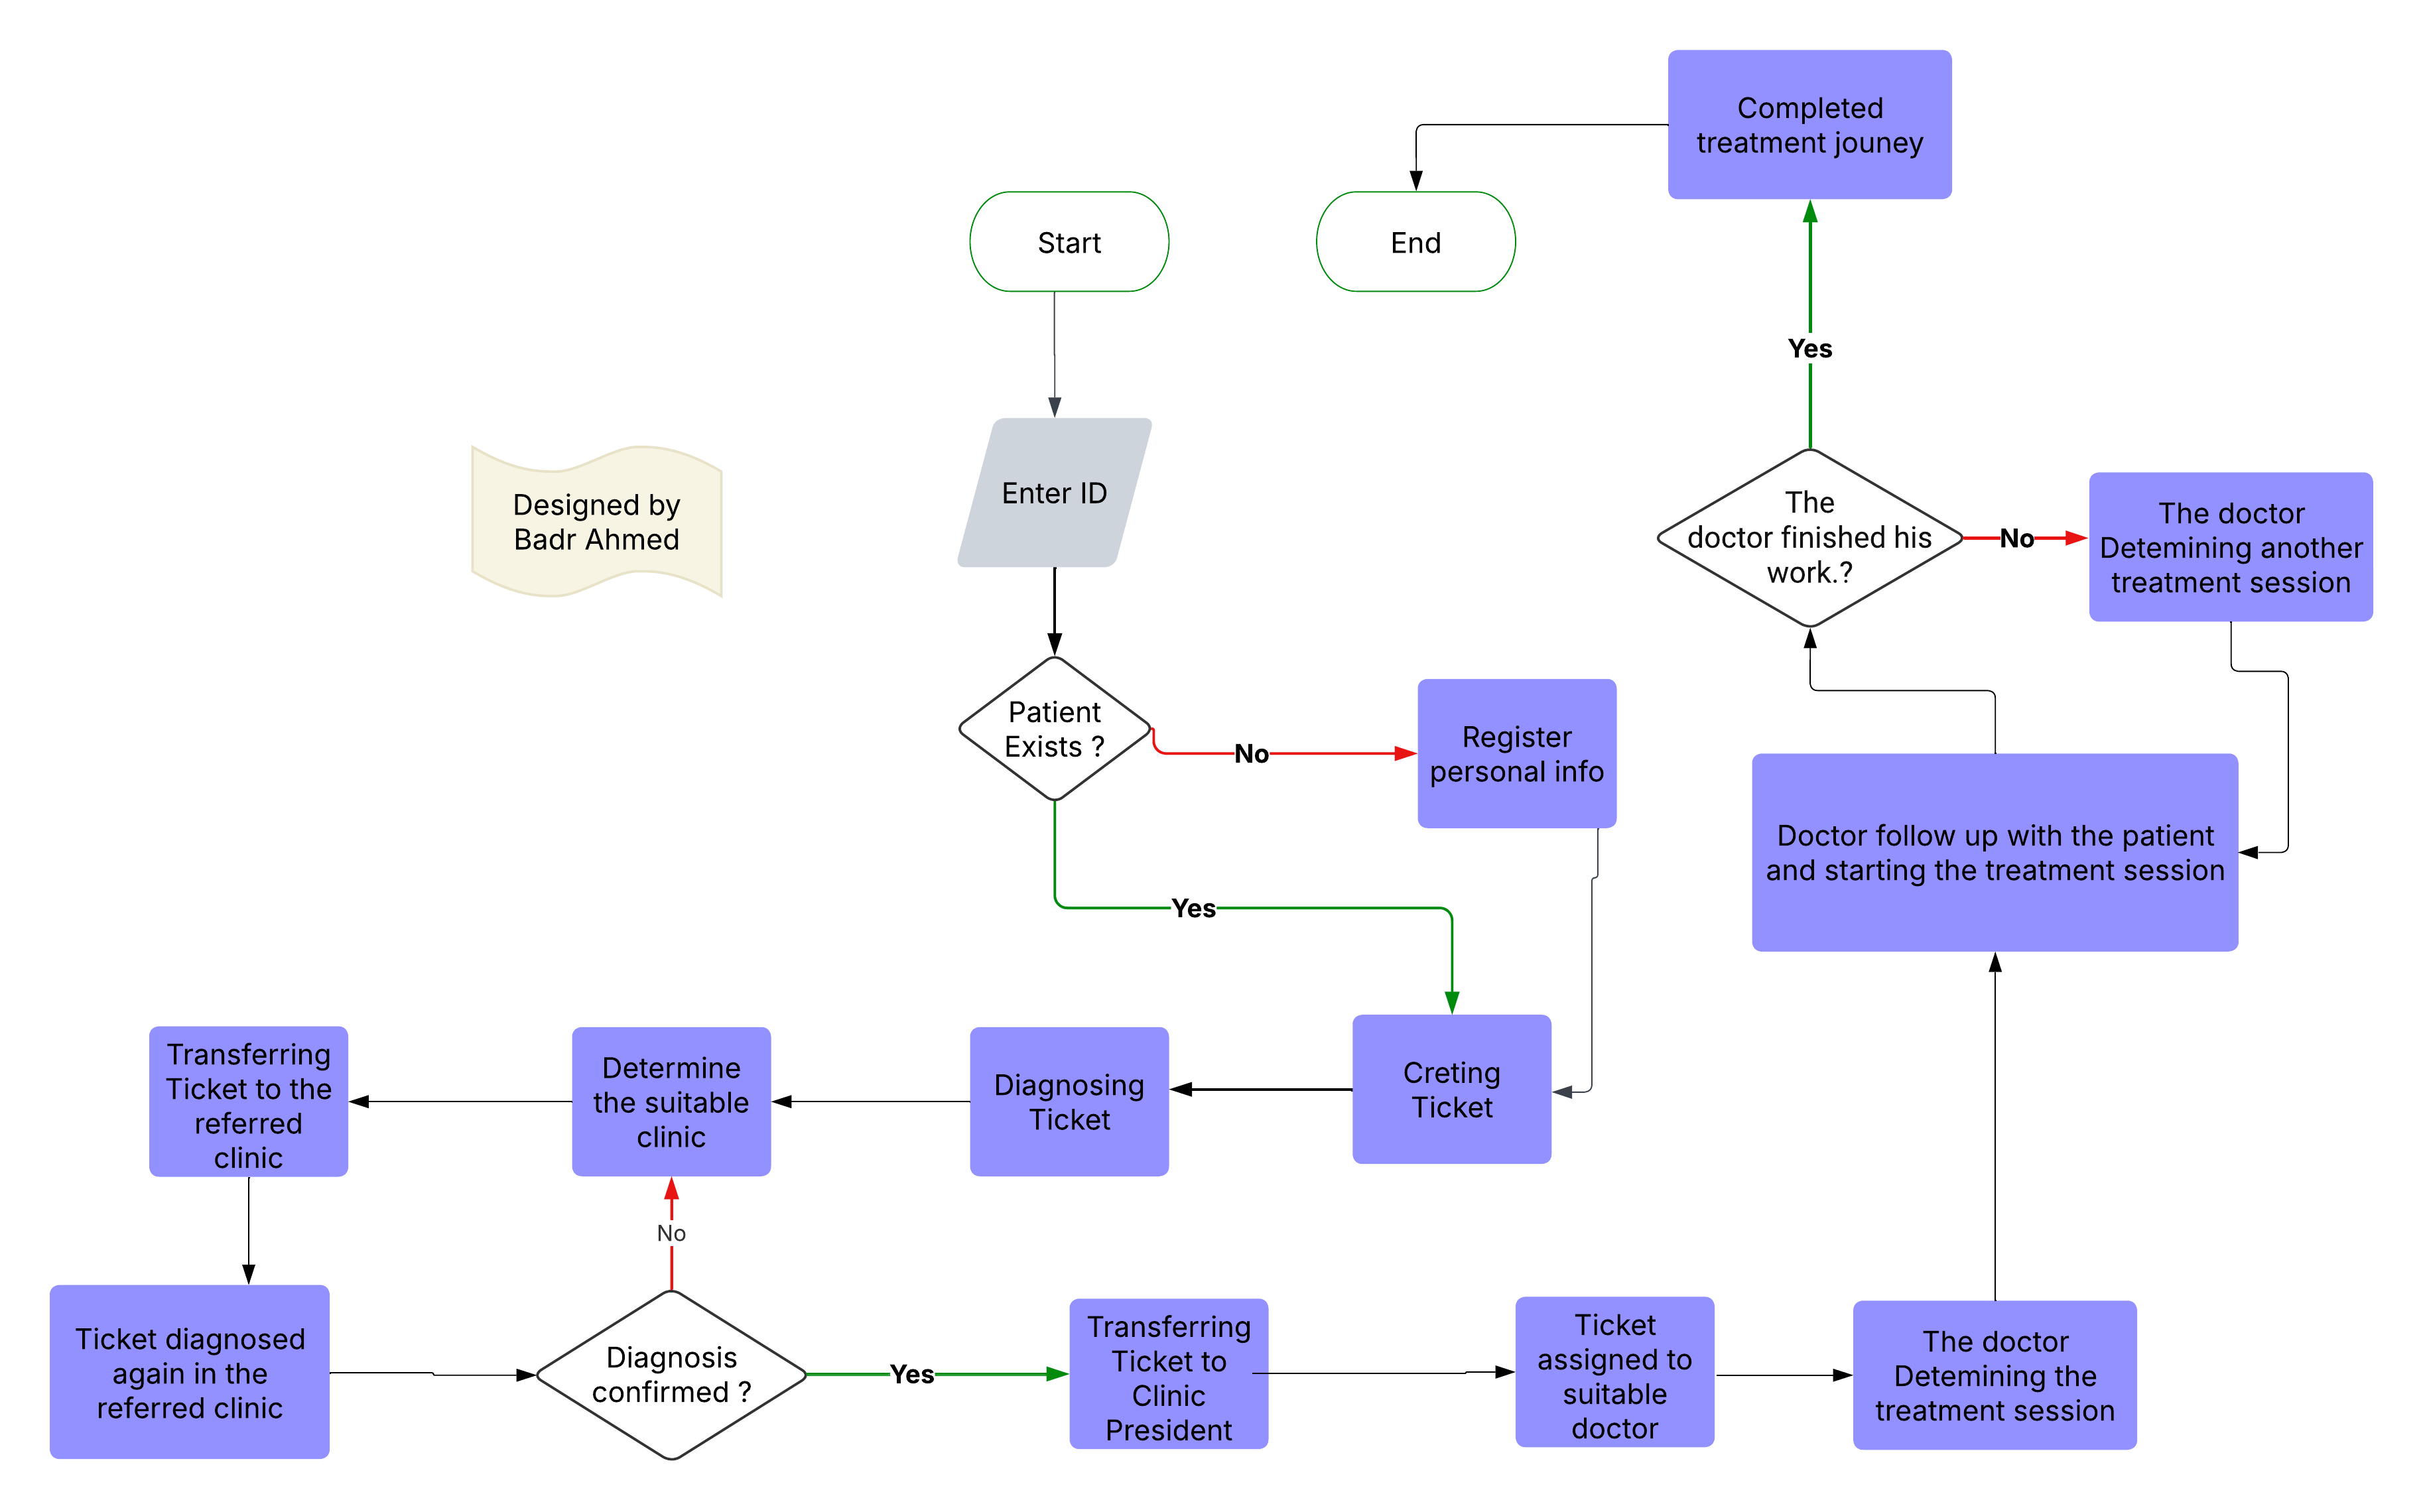 Completed
treatment jouney
Start
End
Yes
Enter ID
Designed by
Badr Ahmed
The
doctor finished his
work.?
No
The doctor
Detemining another
treatment session
Patient
Exists ?
No
Register
personal info
Doctor follow up with the patient
and starting the treatment session
Yes
Transferring
Ticket to the
referred
clinic
Determine
the suitable
clinic
Diagnosing
Ticket
Creting
Ticket
No
Ticket diagnosed
again in the
referred clinic
Diagnosis
confirmed ?
Yes
Transferring
Ticket to
Clinic
President
Ticket
assigned to
suitable
doctor
The doctor
Detemining the
treatment session